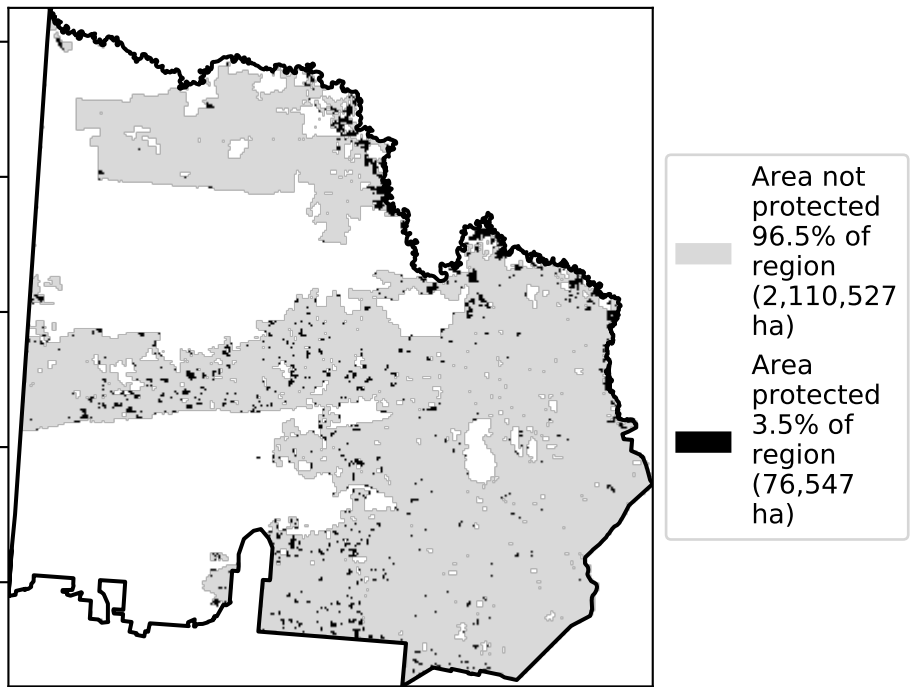 Area not
protected
96.5% of
region
(2,110,527
ha)
Area
protected
3.5% of
region
(76,547
ha)